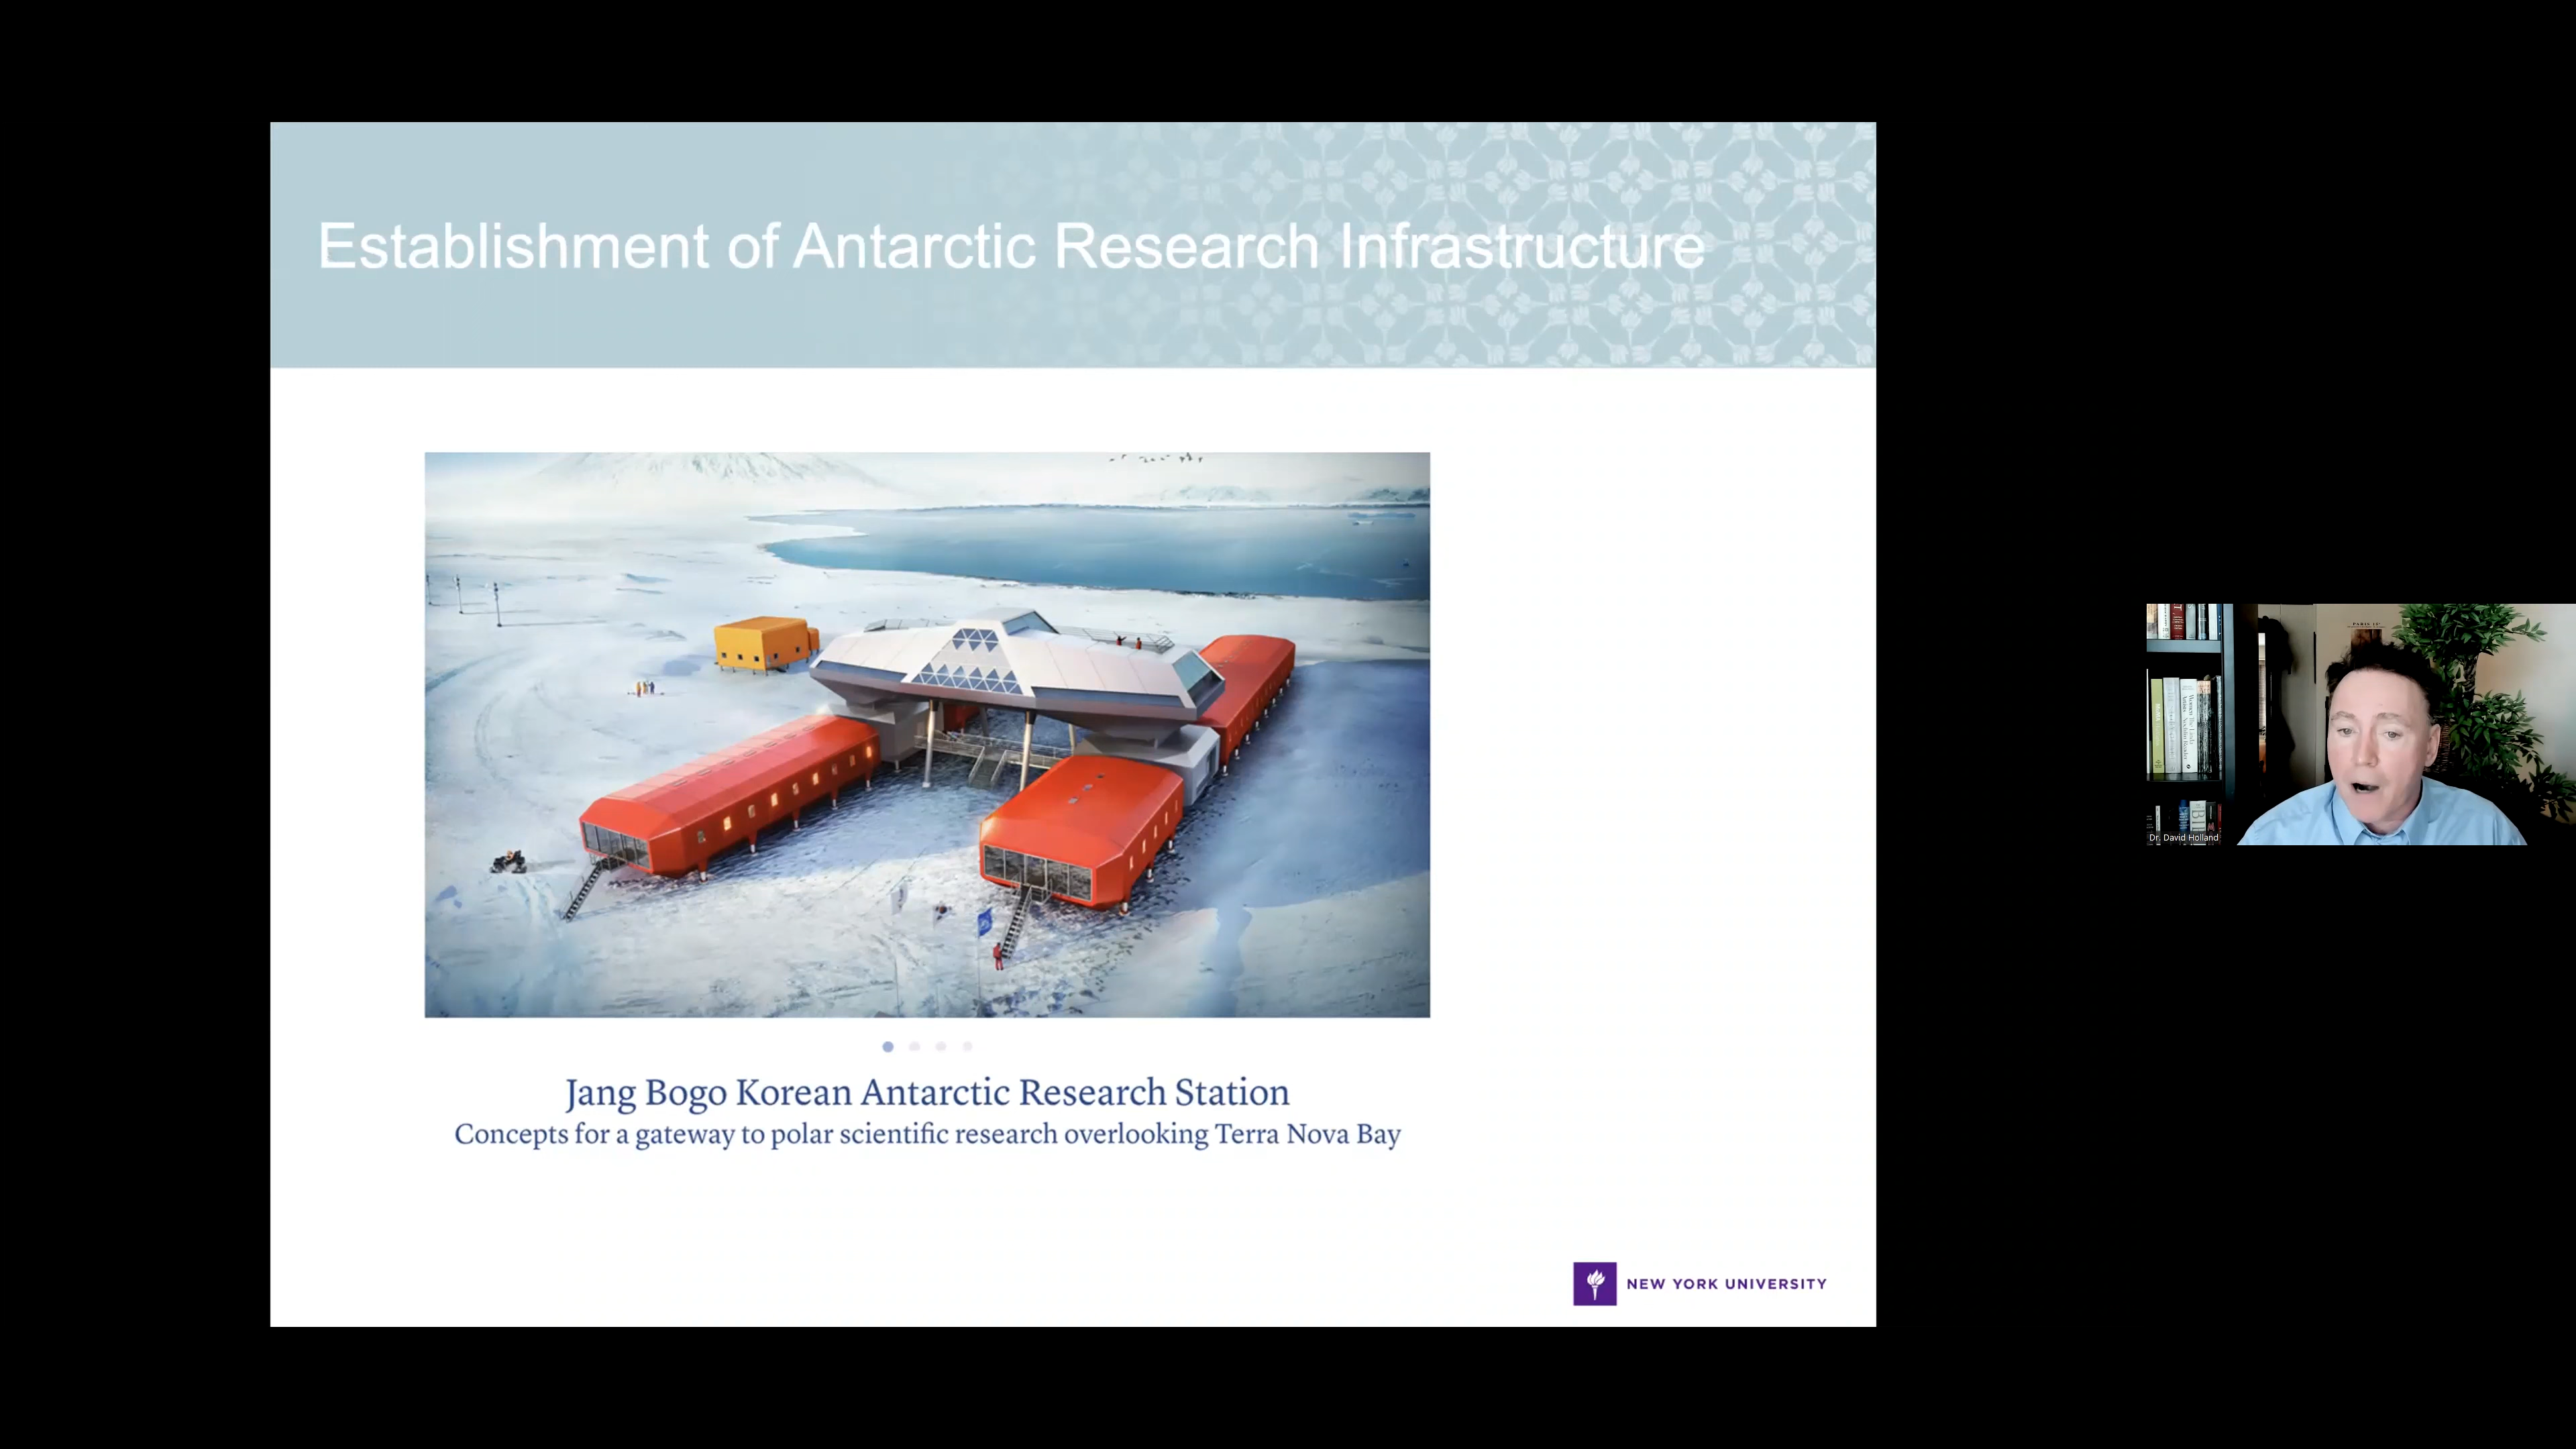 Establishment of Antarctic Research Infrastructure
Jang Bogo Korean Antarctic Research Station
Concepts for a gateway to polar scientific research overlooking Terra Nova Bay
NEW YORK UNIVERSITY
Dr. David Holland